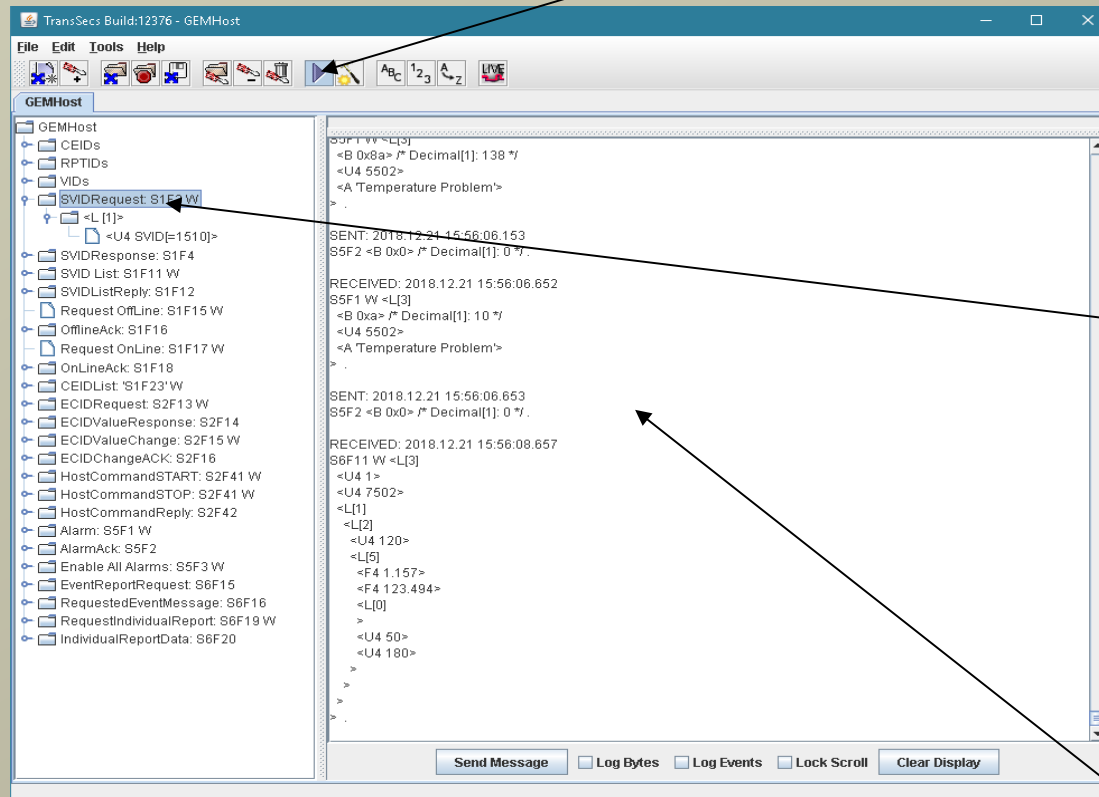 TransSecs Build:12376 - GEMHost
File Edit Tools Help
ABC 123 AZ LIVE
GEMHost
GEMHost
CEIDs
RPTIDs
VIDs
SVIDRequest: S1F3 W
<L [1]>
<U4 SVID[=1510]>
SVIDResponse: S1F4
SVID List: S1F11 W
SVIDListReply: S1F12
Request OffLine: S1F15 W
OfflineAck: S1F16
Request OnLine: S1F17 W
OnLineAck: S1F18
CEIDList: 'S1F23' W
ECIDRequest: S2F13 W
ECIDValueResponse: S2F14
ECIDValueChange: S2F15 W
ECIDChangeACK: S2F16
HostCommandSTART: S2F41 W
HostCommandSTOP: S2F41 W
HostCommandReply: S2F42
Alarm: S5F1 W
AlarmAck: S5F2
Enable All Alarms: S5F3 W
EventReportRequest: S6F15
RequestedEventMessage: S6F16
RequestIndividualReport: S6F19 W
IndividualReportData: S6F20
S5F1 W <L[3]
<B 0x8a> /* Decimal[1]: 138 */
<U4 5502>
<A 'Temperature Problem'>
> .
SENT: 2018.12.21 15:56:06.153
S5F2 <B 0x0> /* Decimal[1]: 0 */ .
RECEIVED: 2018.12.21 15:56:06.652
S5F1 W <L[3]
<B 0xa> /* Decimal[1]: 10 */
<U4 5502>
<A 'Temperature Problem'>
> .
SENT: 2018.12.21 15:56:06.653
S5F2 <B 0x0> /* Decimal[1]: 0 */ .
RECEIVED: 2018.12.21 15:56:08.657
S6F11 W <L[3]
<U4 1>
<U4 7502>
<L[1]
<L[2]
<U4 120>
<L[5]
<F4 1.157>
<F4 123.494>
<L[0]
>
<U4 50>
<U4 180>
>
>
>
> .
Send Message Log Bytes Log Events Lock Scroll Clear Display